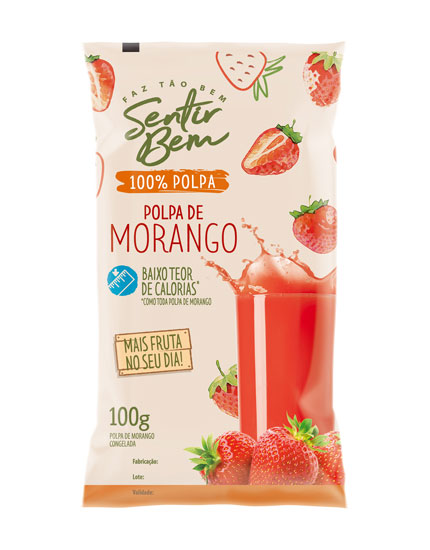 FAZ TÃO BEM
Sentir
Bem
100% POLPA
POLPA DE
MORANGO
BAIXO TEOR
DE CALORIAS*
*COMO TODA POLPA DE MORANGO
MAIS FRUTA
NO SEU DIA!
100g
POLPA DE MORANGO
CONGELADA
Fabricação:
Lote:
Validade: